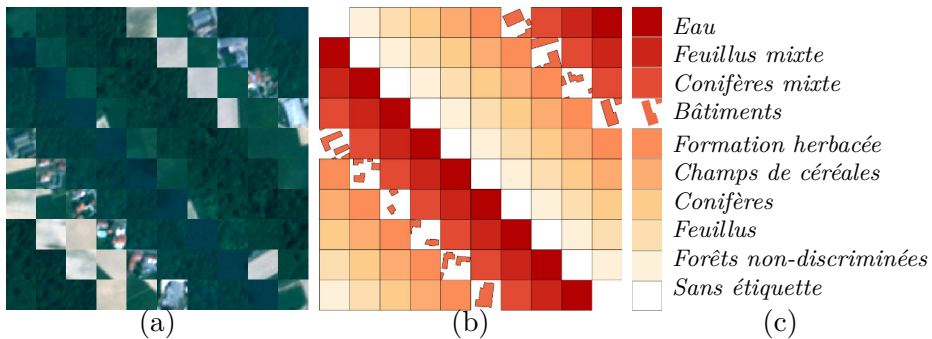 Eau
Feuillus mixte
Conifères mixte
Bâtiments
Formation herbacée
Champs de céréales
Conifères
Feuillus
Forêts non-discriminées
Sans étiquette
(a)
(b)
(c)